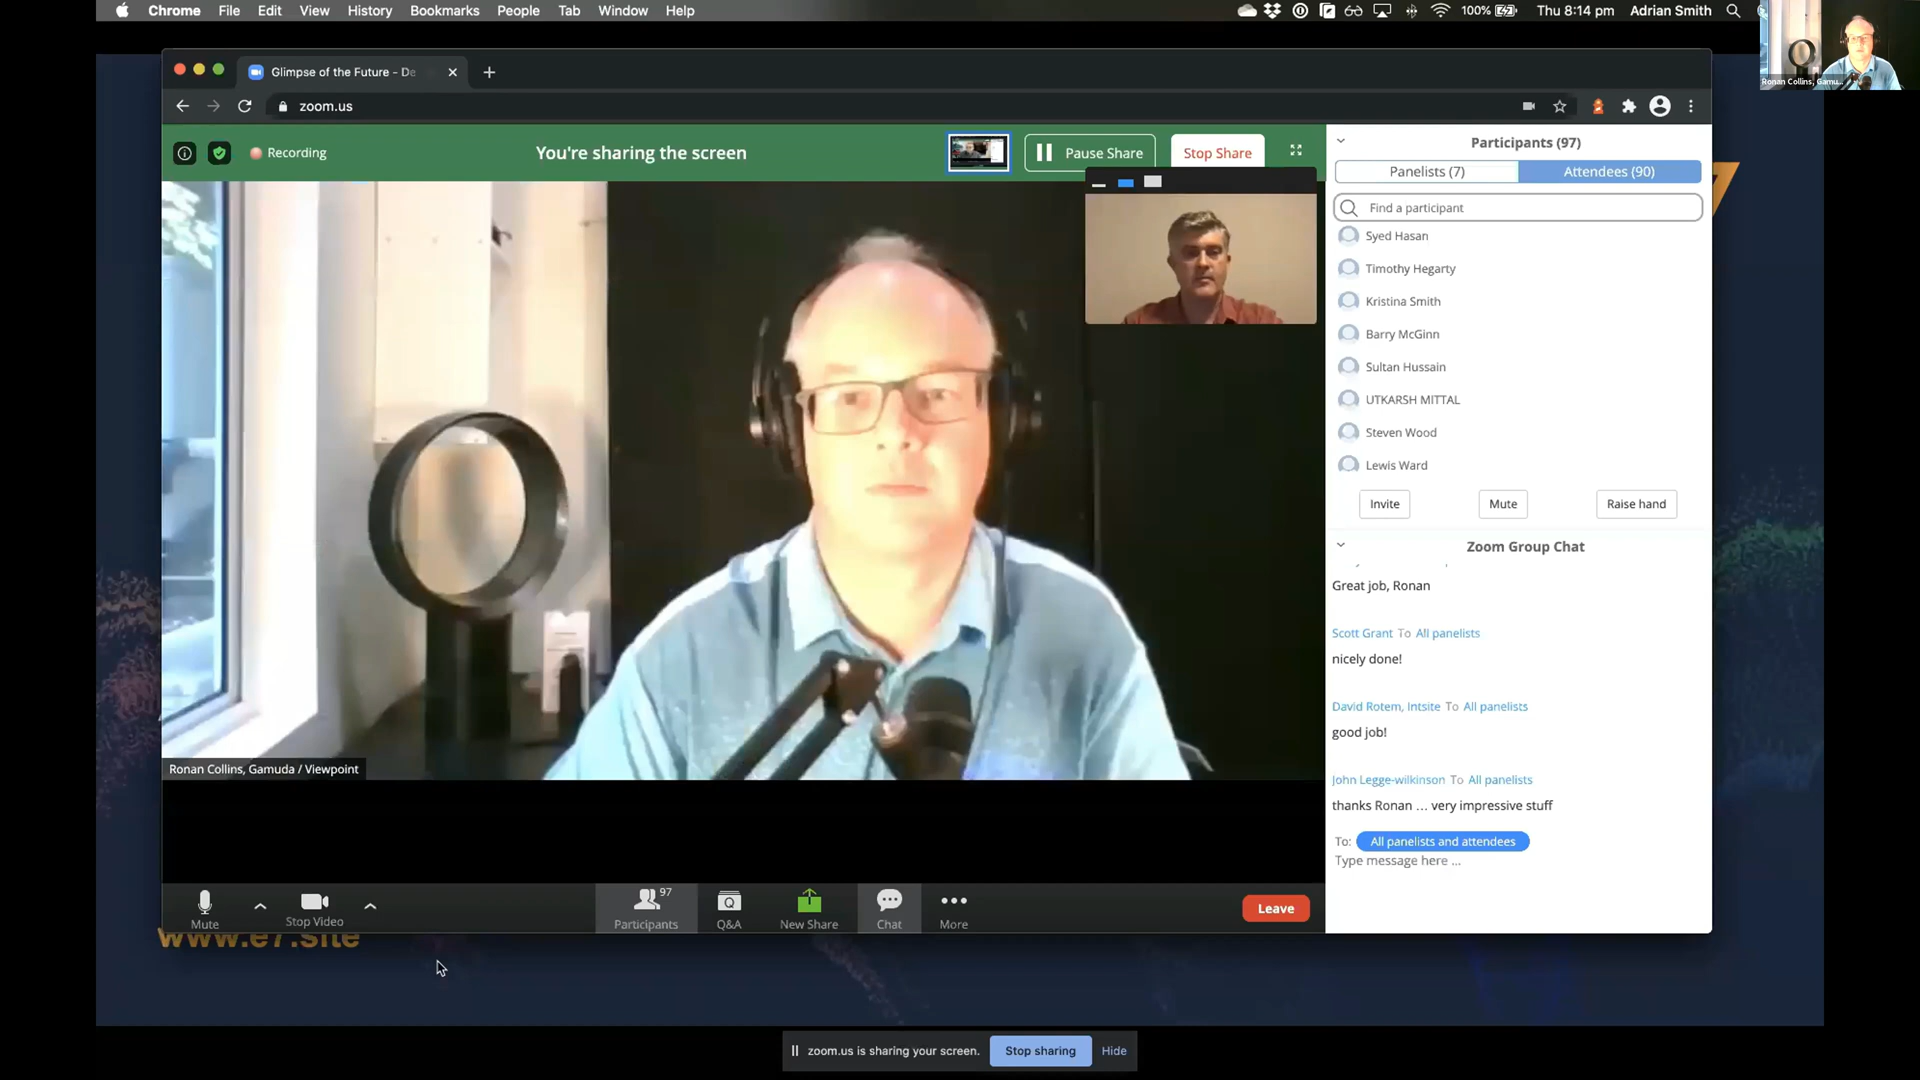 Chrome File Edit View History Bookmarks People Tab Window Help
100% Thu 8:14 pm Adrian Smith
Ronan Collins, Gamu...
Glimpse of the Future - De
zoom.us
Recording
You're sharing the screen
Pause Share
Stop Share
Participants (97)
Panelists (7)
Attendees (90)
Find a participant
Syed Hasan
Timothy Hegarty
Kristina Smith
Barry McGinn
Sultan Hussain
UTKARSH MITTAL
Steven Wood
Lewis Ward
Invite
Mute
Raise hand
Zoom Group Chat
Great job, Ronan
Scott Grant To All panelists
nicely done!
David Rotem, Intsite To All panelists
good job!
John Legge-wilkinson To All panelists
thanks Ronan … very impressive stuff
To: All panelists and attendees
Type message here …
Ronan Collins, Gamuda / Viewpoint
Mute
Stop Video
97
Participants
Q
Q&A
New Share
Chat
More
Leave
www.e7.site
zoom.us is sharing your screen.
Stop sharing
Hide